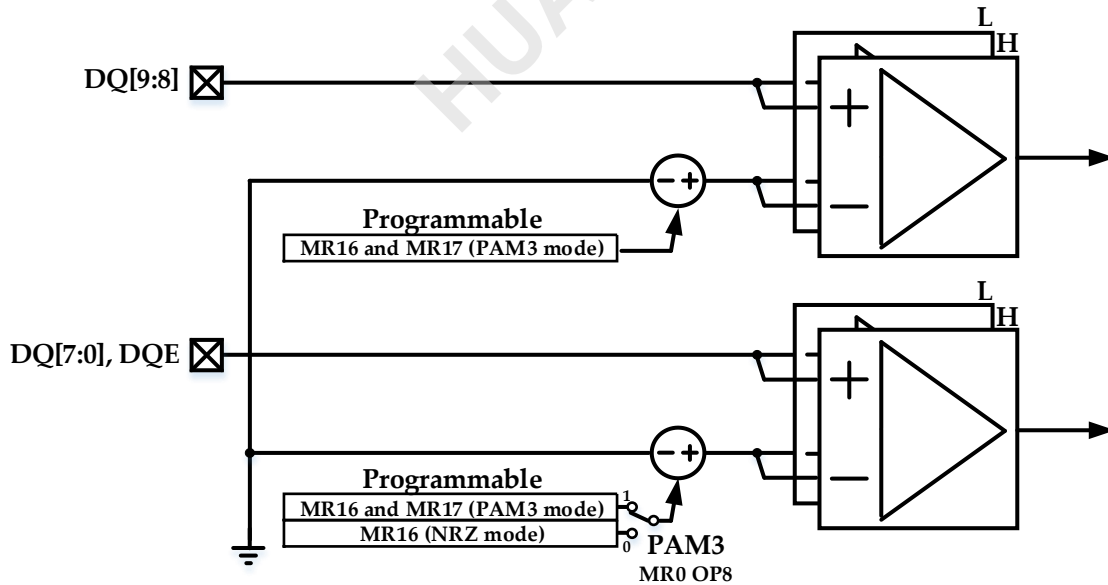 HUA
L
H
DQ[9:8]
+
− +
−
Programmable
MR16 and MR17 (PAM3 mode)
L
H
DQ[7:0], DQE
+
− +
−
Programmable
MR16 and MR17 (PAM3 mode)
1
MR16 (NRZ mode)
0
PAM3
MR0 OP8